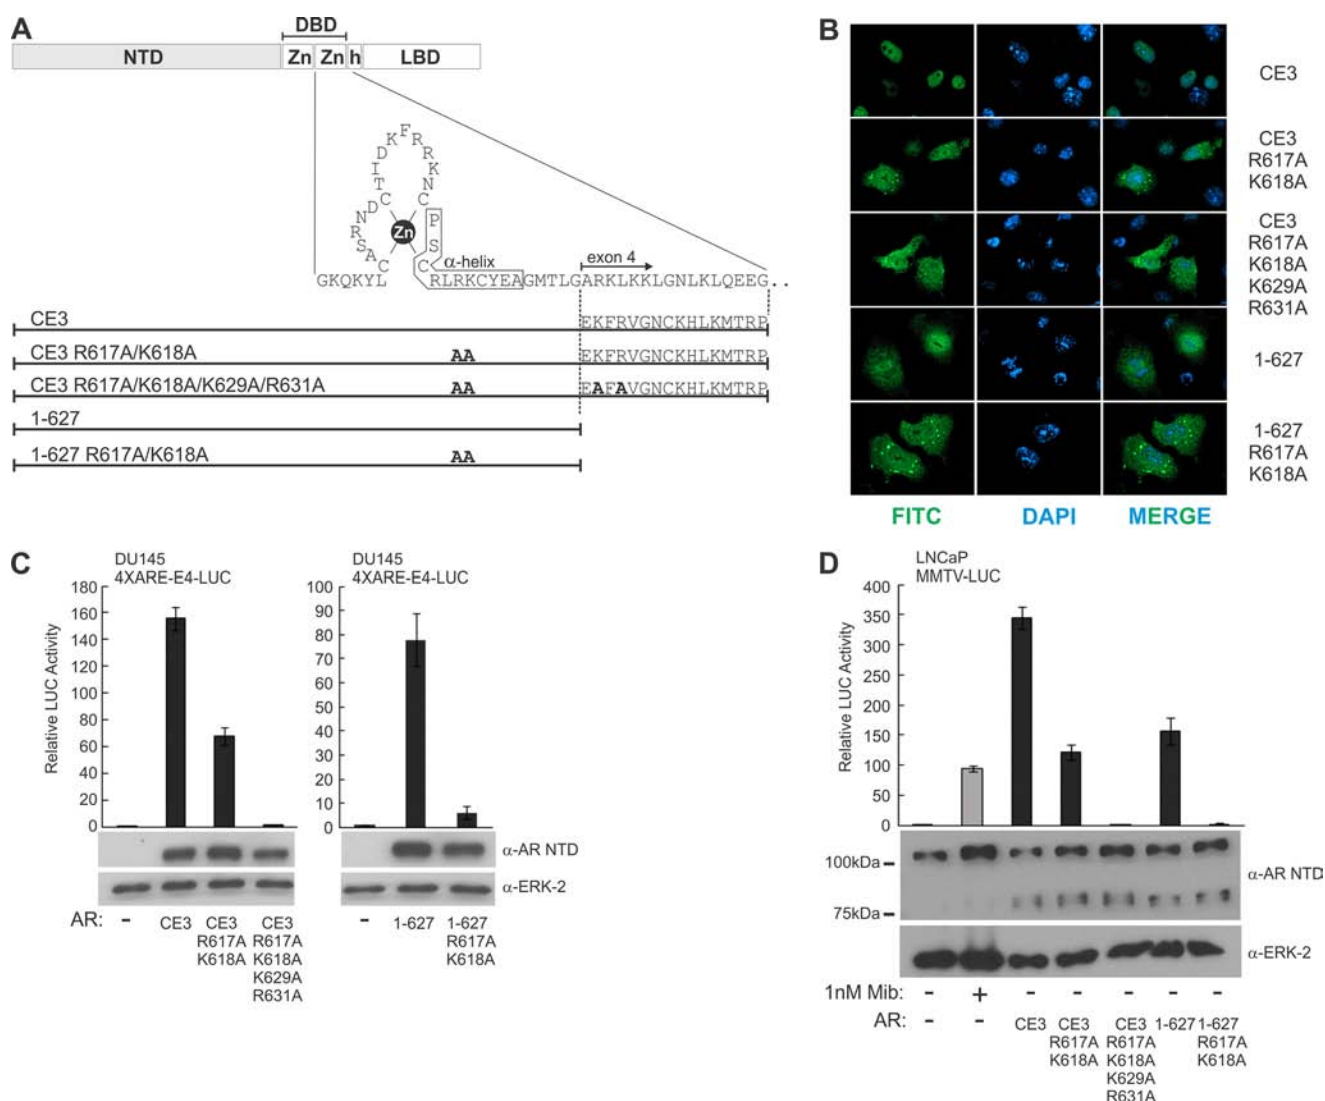 A
DBD
NTD
Zn
Zn
h
LBD
GKQKYLCASRNDCTIDKFRRKNCPSCRLRKCYEAGMTLGARKLKKLGNLKLQEEG..
Zn
α-helix
exon 4
CE3
EKFRVGNCKHLKMTRP
CE3 R617A/K618A
AA
EKFRVGNCKHLKMTRP
CE3 R617A/K618A/K629A/R631A
AA
EAFAVGNCKHLKMTRP
1-627
1-627 R617A/K618A
AA
B
CE3
CE3
R617A
K618A
CE3
R617A
K618A
K629A
R631A
1-627
1-627
R617A
K618A
FITC
DAPI
MERGE
C
DU145
4XARE-E4-LUC
Relative LUC Activity
180
160
140
120
100
80
60
40
20
0
DU145
4XARE-E4-LUC
100
90
80
70
60
50
40
30
20
10
0
α-AR NTD
α-ERK-2
AR:
- CE3 CE3 CE3
R617A R617A
K618A K618A
K629A
R631A
- 1-627 1-627
R617A
K618A
D
LNCaP
MMTV-LUC
Relative LUC Activity
400
350
300
250
200
150
100
50
0
100kDa
75kDa
α-AR NTD
α-ERK-2
1nM Mib: - + - - - - -
AR: - - CE3 CE3 CE3 1-627 1-627
R617A R617A R617A
K618A K618A K618A
K629A
R631A